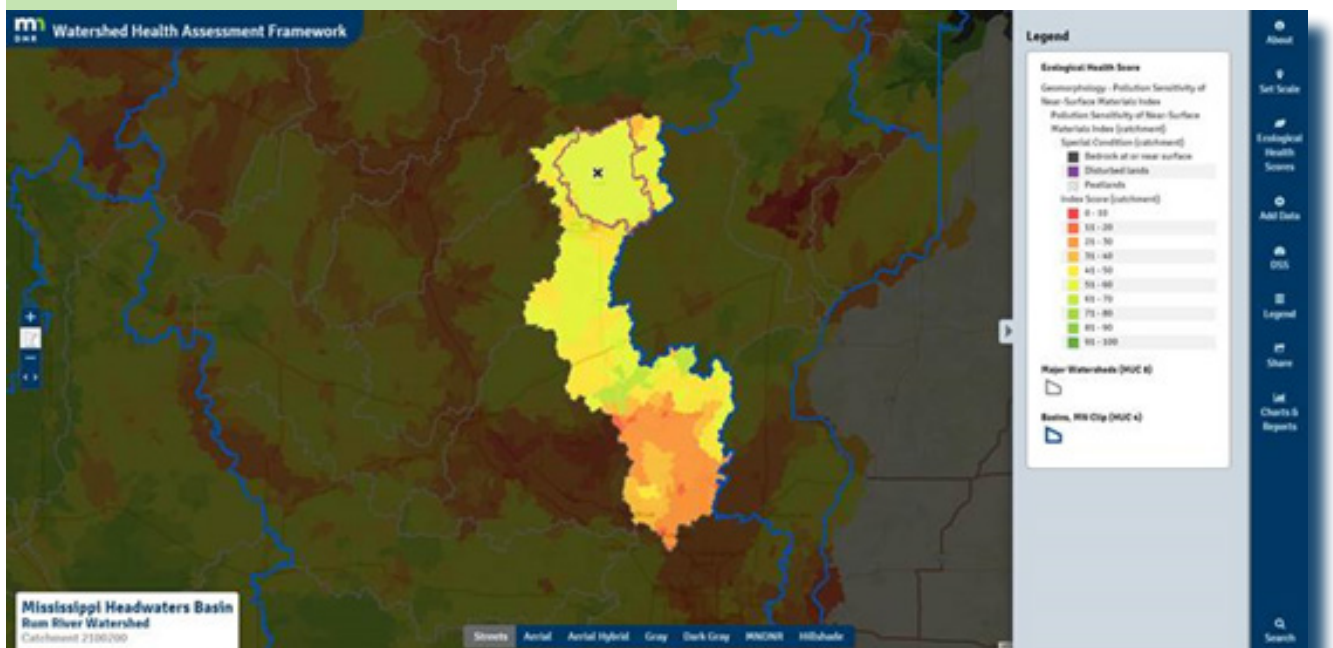 mn
DNR
Watershed Health Assessment Framework
Legend
Ecological Health Score
Geomorphology - Pollution Sensitivity of
Near-Surface Materials Index
Pollution Sensitivity of Near-Surface
Materials Index (catchment)
Special Condition (catchment)
Bedrock at or near surface
Disturbed lands
Peatlands
Index Score (catchment)
0 - 10
11 - 20
21 - 30
31 - 40
41 - 50
51 - 60
61 - 70
71 - 80
81 - 90
91 - 100
Major Watersheds (HUC 8)
Basins, MN Clip (HUC 4)
About
Set Scale
Ecological
Health
Scores
Add Data
DSS
Legend
Share
Charts &
Reports
Search
Mississippi Headwaters Basin
Rum River Watershed
Catchment 2100200
Streets Aerial Aerial Hybrid Gray Dark Gray MNDNR Hillshade